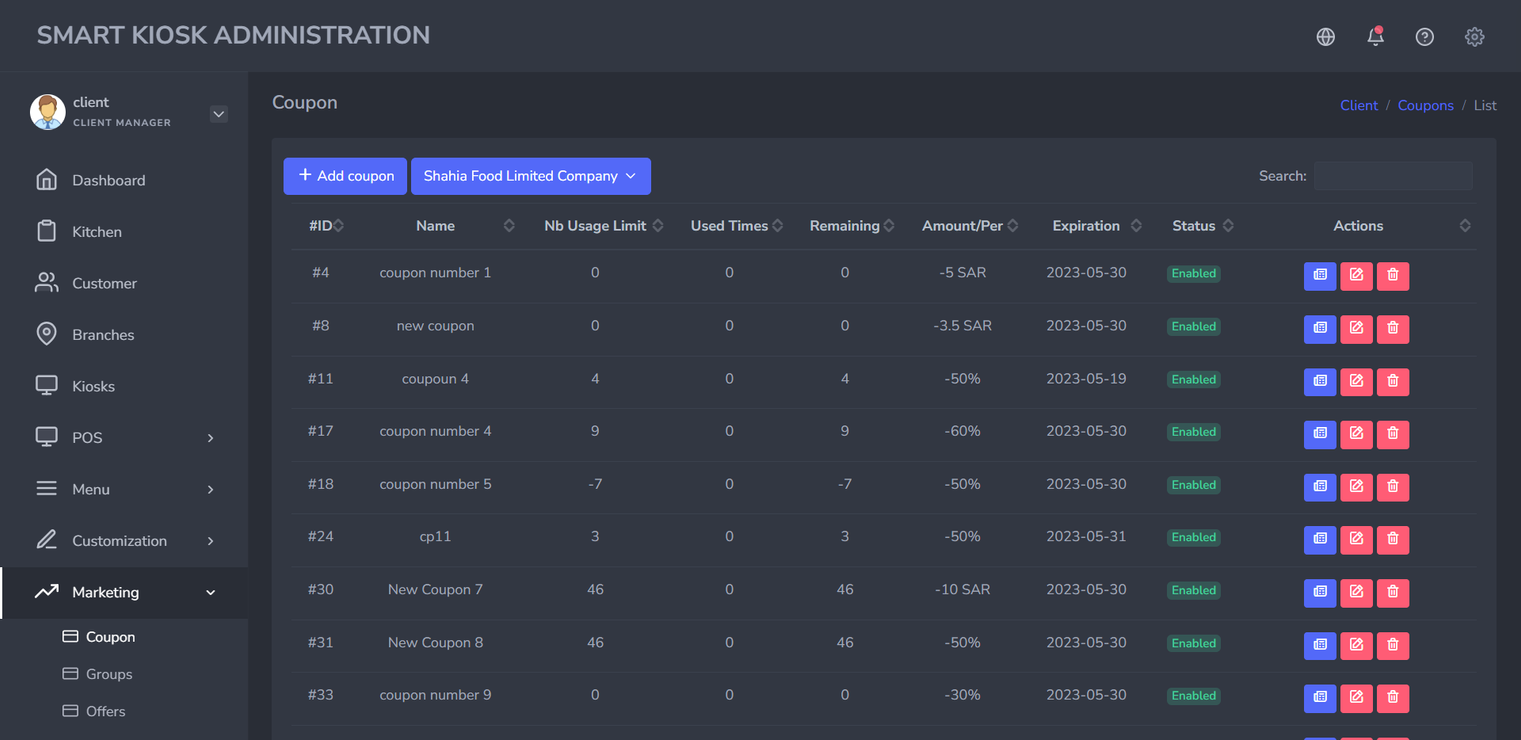 SMART KIOSK ADMINISTRATION
client
CLIENT MANAGER
Dashboard
Kitchen
Customer
Branches
Kiosks
POS
Menu
Customization
Marketing
Coupon
Groups
Offers
Coupon
Client / Coupons / List
+ Add coupon Shahia Food Limited Company Search:
#ID Name Nb Usage Limit Used Times Remaining Amount/Per Expiration Status Actions
#4 coupon number 1 0 0 0 -5 SAR 2023-05-30 Enabled
#8 new coupon 0 0 0 -3.5 SAR 2023-05-30 Enabled
#11 coupoun 4 4 0 4 -50% 2023-05-19 Enabled
#17 coupon number 4 9 0 9 -60% 2023-05-30 Enabled
#18 coupon number 5 -7 0 -7 -50% 2023-05-30 Enabled
#24 cp11 3 0 3 -50% 2023-05-31 Enabled
#30 New Coupon 7 46 0 46 -10 SAR 2023-05-30 Enabled
#31 New Coupon 8 46 0 46 -50% 2023-05-30 Enabled
#33 coupon number 9 0 0 0 -30% 2023-05-30 Enabled